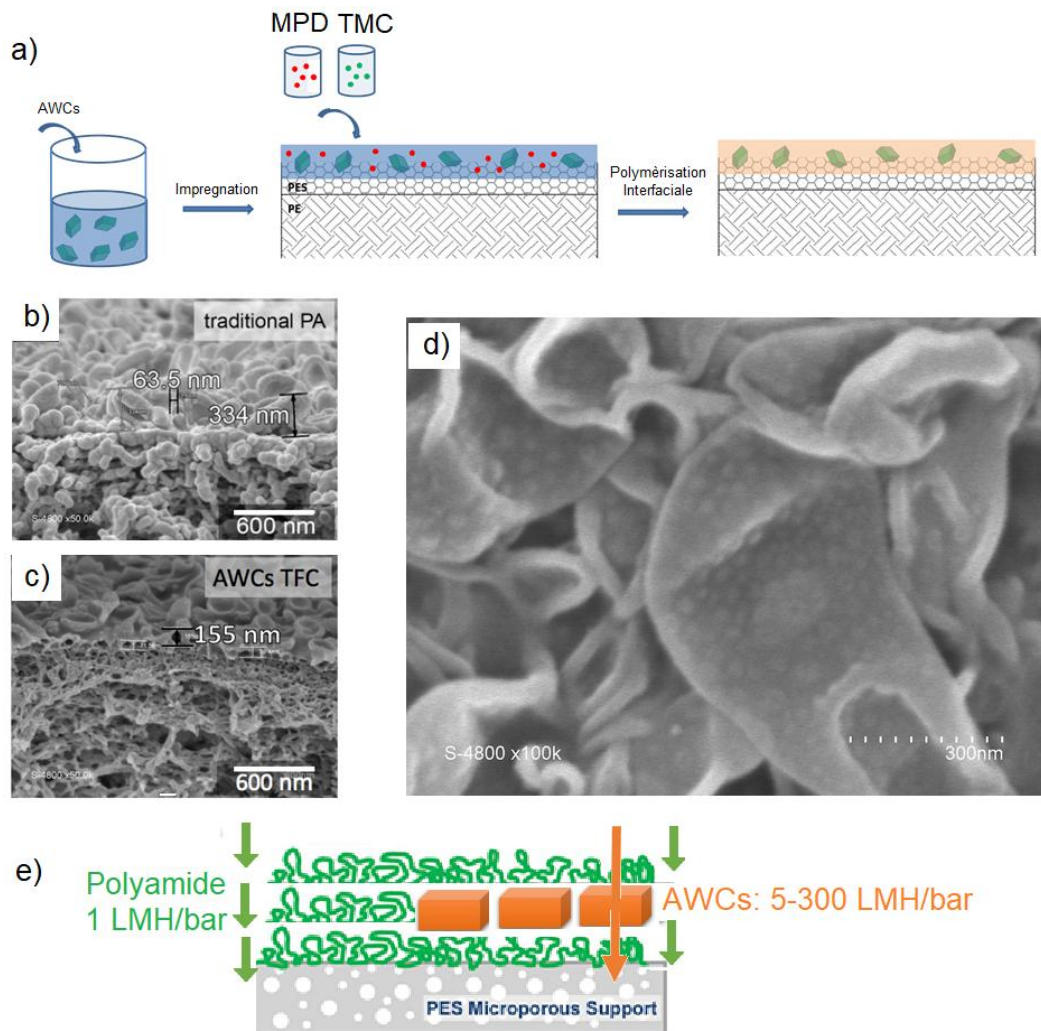 a)
MPD TMC
AWCs
Impregnation
PES
PE
Polymèrisation
Interfaciale
b)
traditional PA
63.5 nm
334 nm
S-4800 x50.0k
600 nm
c)
AWCs TFC
155 nm
S-4800 x50.0k
600 nm
d)
S-4800 x100k
300nm
e)
Polyamide
1 LMH/bar
AWCs: 5-300 LMH/bar
PES Microporous Support